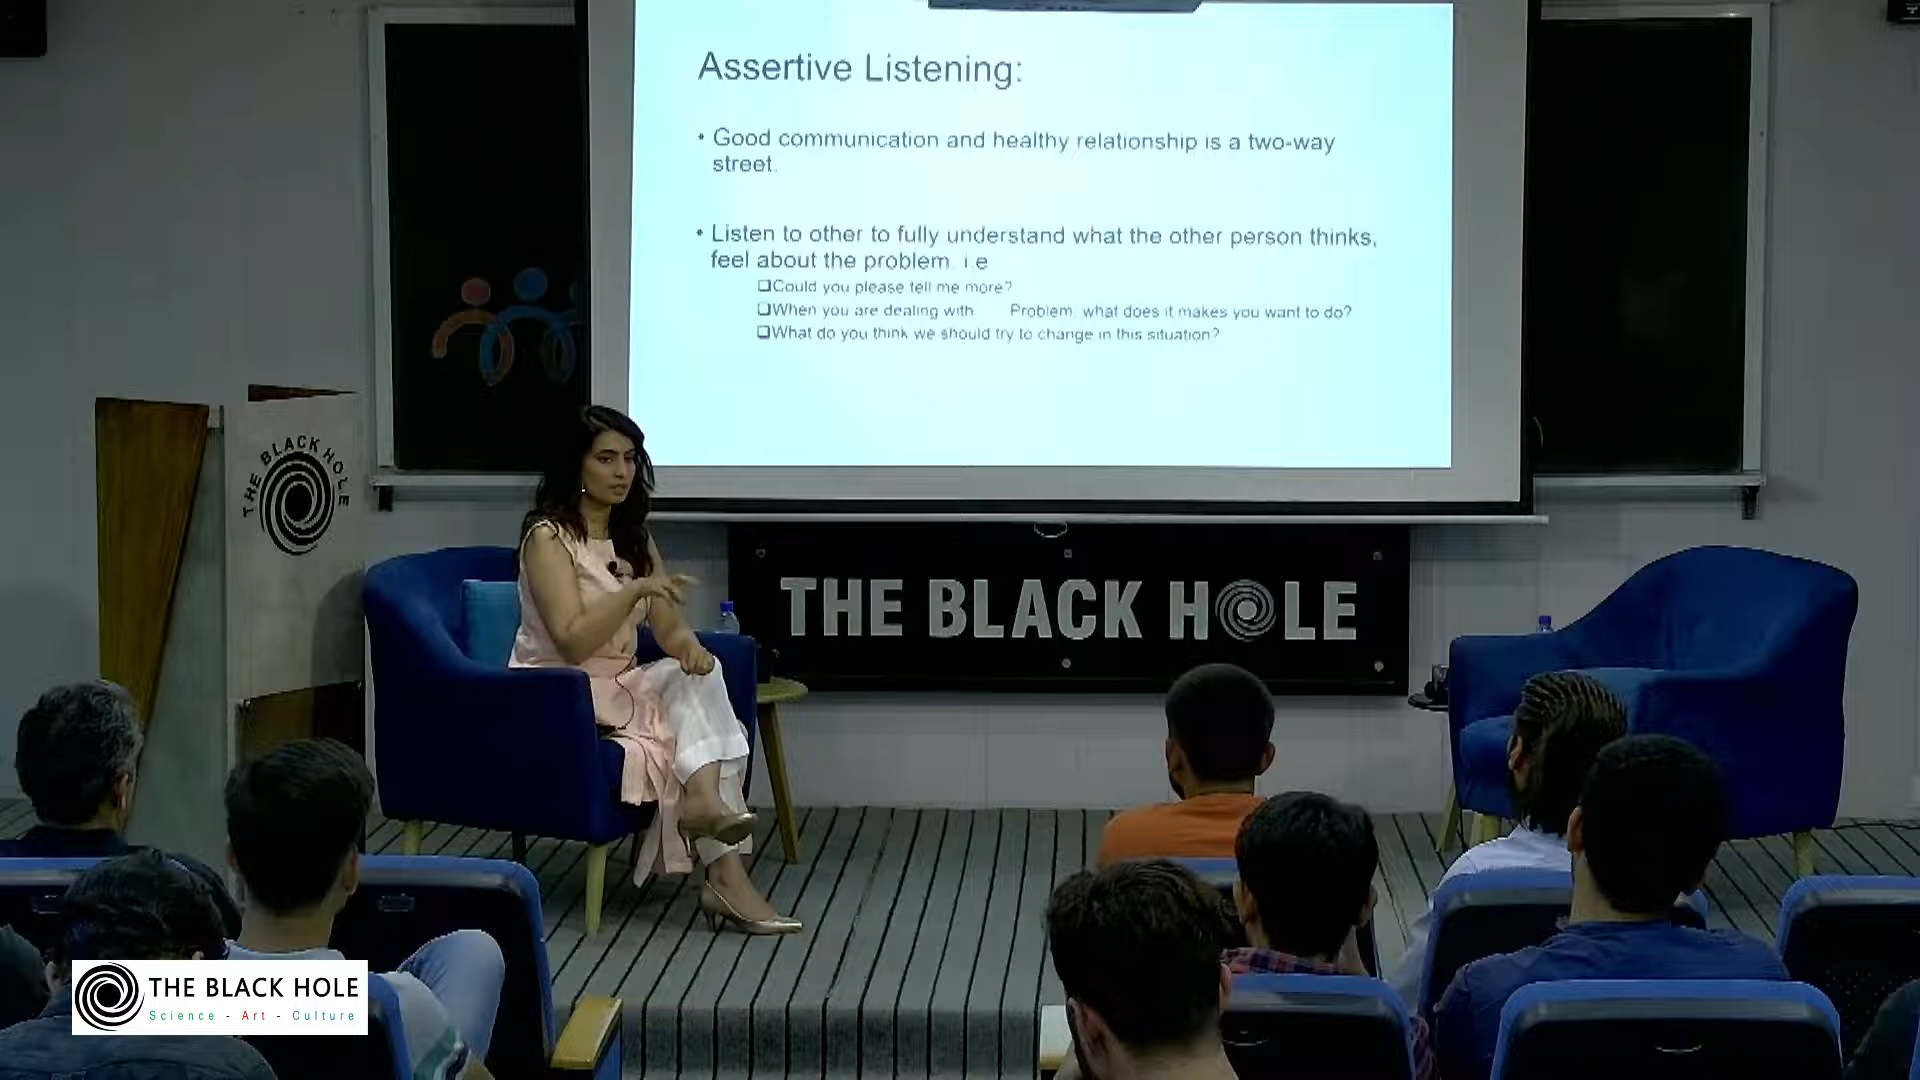 Assertive Listening:
• Good communication and healthy relationship is a two-way
street.
• Listen to other to fully understand what the other person thinks,
feel about the problem. i.e
❑Could you please tell me more?
❑When you are dealing with Problem, what does it makes you want to do?
❑What do you think we should try to change in this situation?
THE BLACK HOLE
THE BLACK HOLE
THE BLACK HOLE
Science - Art - Culture